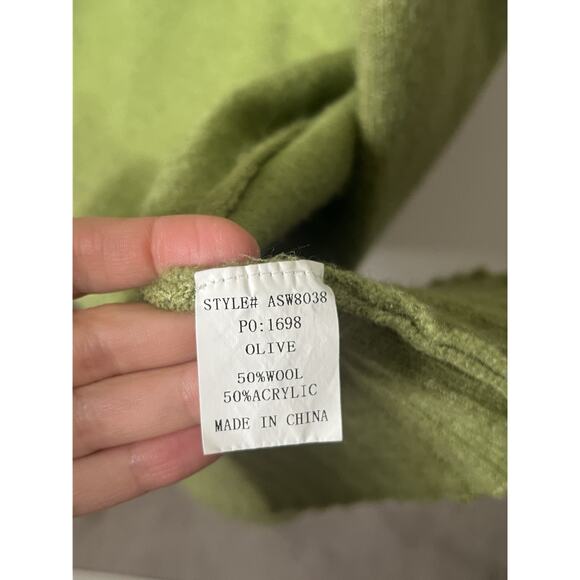 STYLE# ASW8038
PO:1698
OLIVE
50%WOOL
50%ACRYLIC
MADE IN CHINA